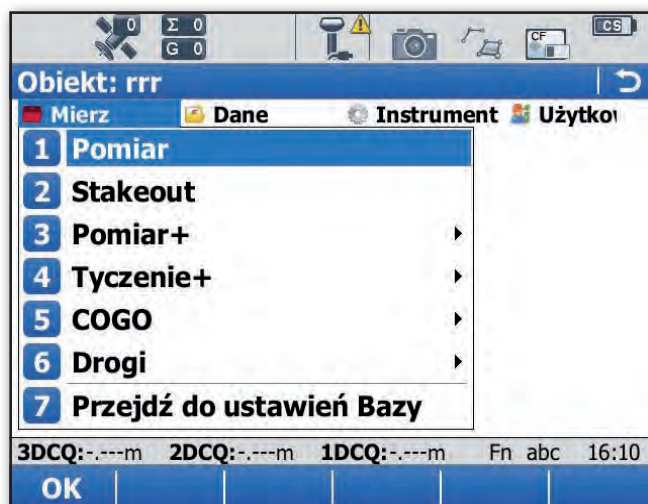 0 Σ 0 CF CS
G 0
Obiekt: rrr
Mierz Dane Instrument Użytkow
1 Pomiar
2 Stakeout
3 Pomiar+
4 Tyczenie+
5 COGO
6 Drogi
7 Przejdź do ustawień Bazy
3DCQ:-.---m 2DCQ:-.---m 1DCQ:-.---m Fn abc 16:10
OK